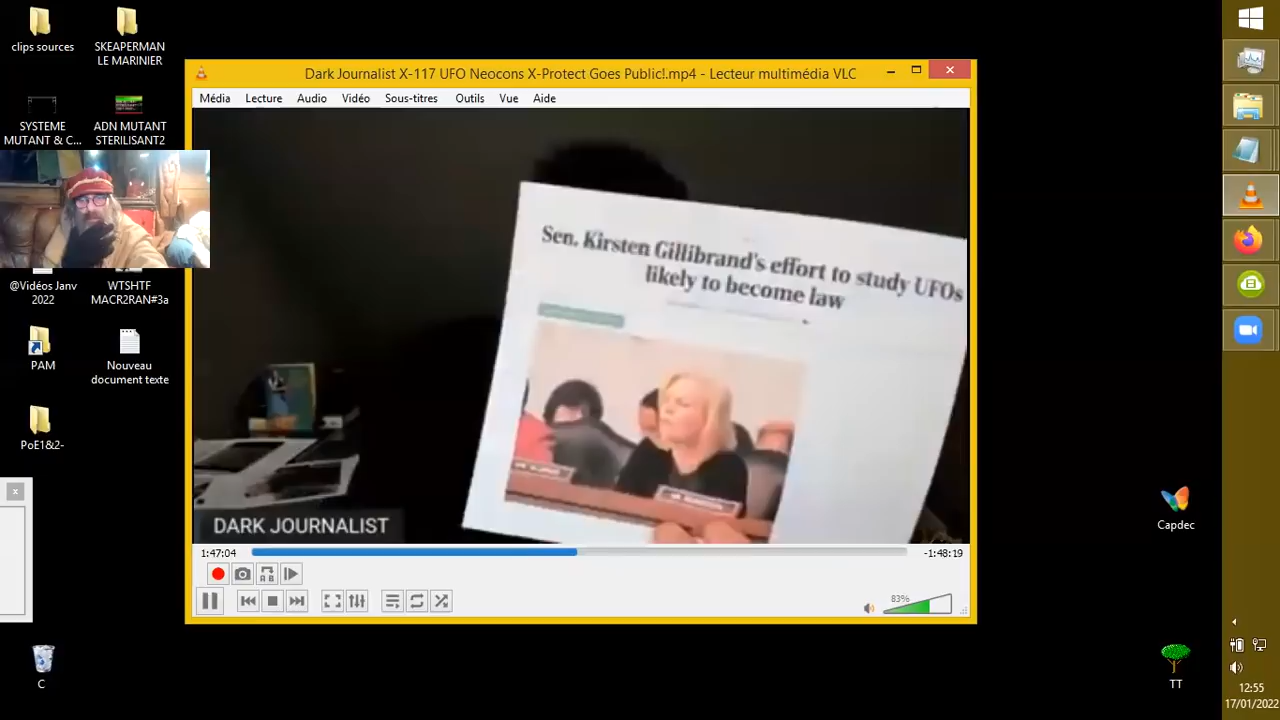 clips sources
SKEAPERMAN
LE MARINIER
SYSTEME
MUTANT & C...
ADN MUTANT
STERILISANT2
@Vidéos Janv
2022
WTSHTF
MACR2RAN#3a
PAM
Nouveau
document texte
PoE1&2-
C
Dark Journalist X-117 UFO Neocons X-Protect Goes Public!.mp4 - Lecteur multimédia VLC
Média Lecture Audio Vidéo Sous-titres Outils Vue Aide
Sen. Kirsten Gillibrand's effort to study UFOs
likely to become law
DARK JOURNALIST
1:47:04
-1:48:19
83%
Capdec
TT
12:55
17/01/2022